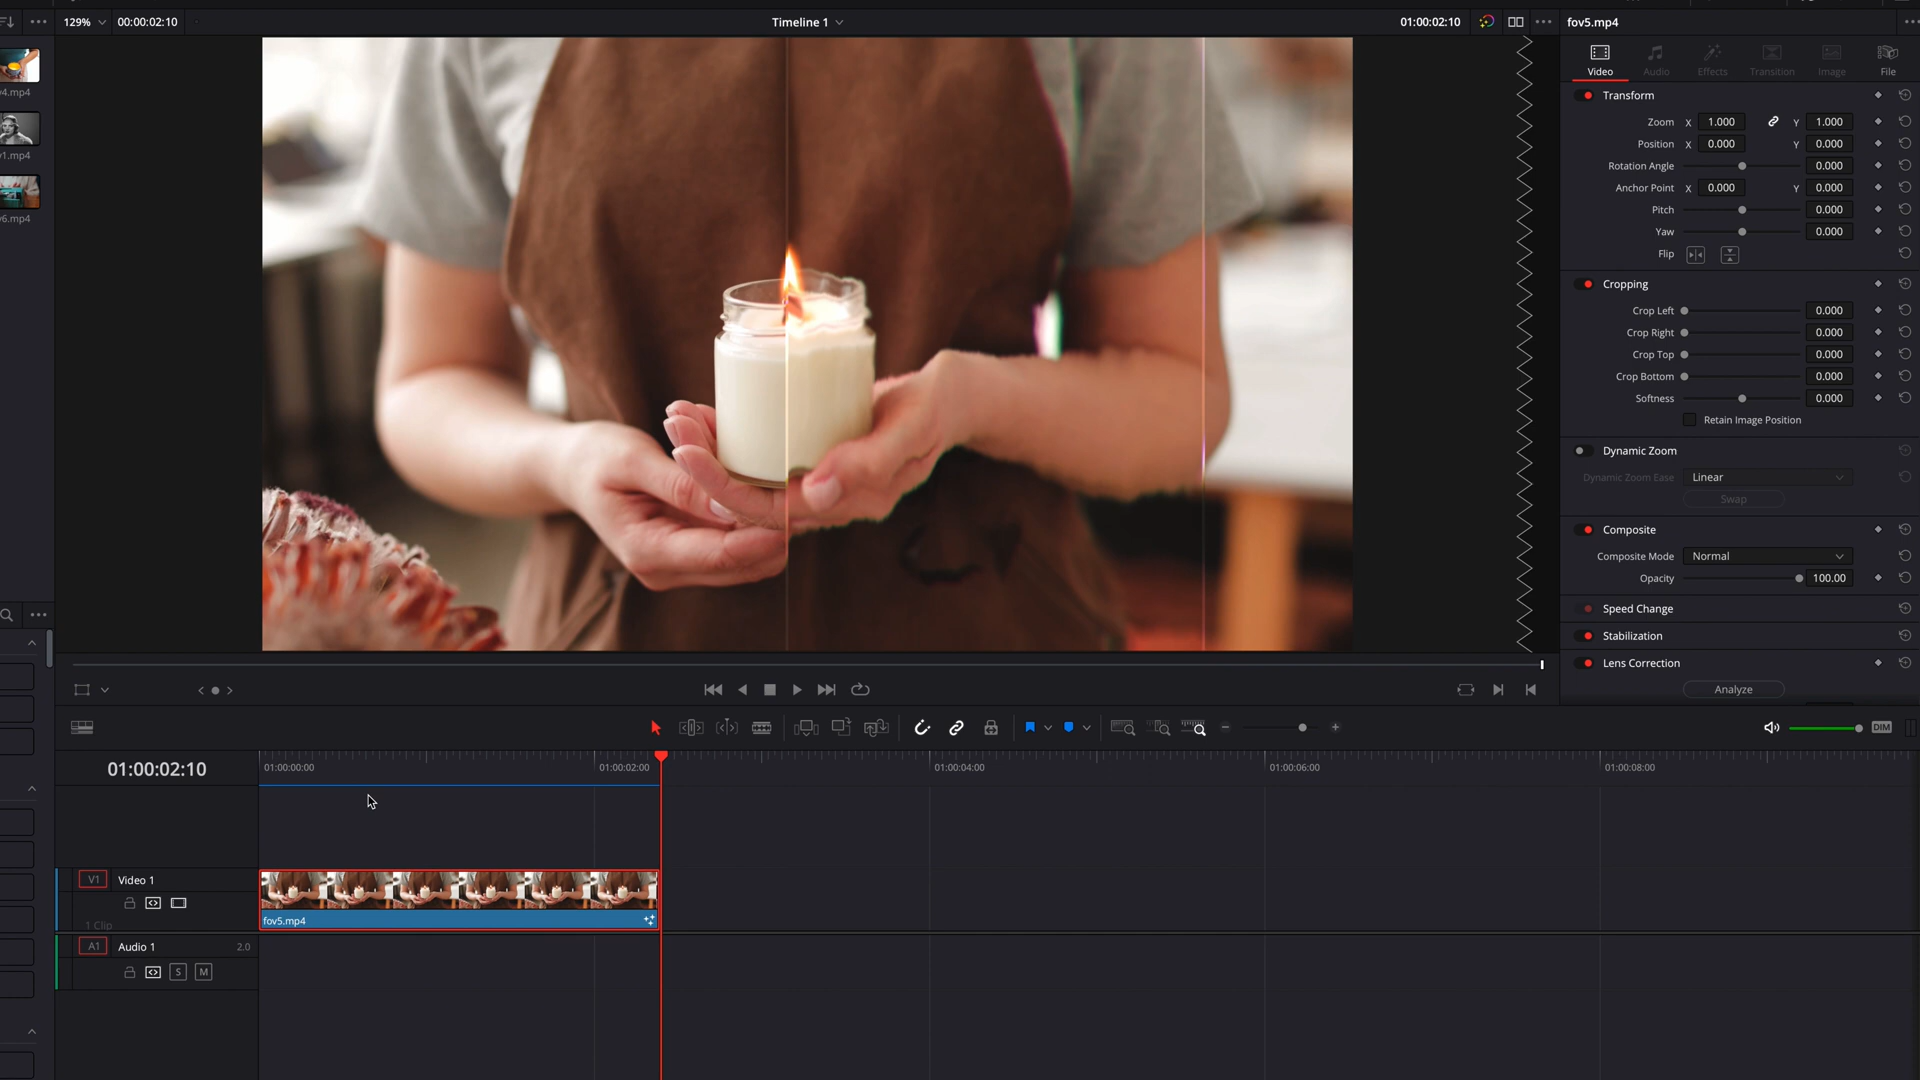 129%
00:00:02:10
Timeline 1
01:00:02:10
fov5.mp4
v4.mp4
v1.mp4
v6.mp4
Video
Audio
Effects
Transition
Image
File
Transform
Zoom X 1.000 Y 1.000
Position X 0.000 Y 0.000
Rotation Angle 0.000
Anchor Point X 0.000 Y 0.000
Pitch 0.000
Yaw 0.000
Flip
Cropping
Crop Left 0.000
Crop Right 0.000
Crop Top 0.000
Crop Bottom 0.000
Softness 0.000
Retain Image Position
Dynamic Zoom
Dynamic Zoom Ease Linear
Swap
Composite
Composite Mode Normal
Opacity 100.00
Speed Change
Stabilization
Lens Correction
Analyze
DIM
01:00:02:10
01:00:00:00
01:00:02:00
01:00:04:00
01:00:06:00
01:00:08:00
V1 Video 1
1 Clip
fov5.mp4
A1 Audio 1 2.0
S M